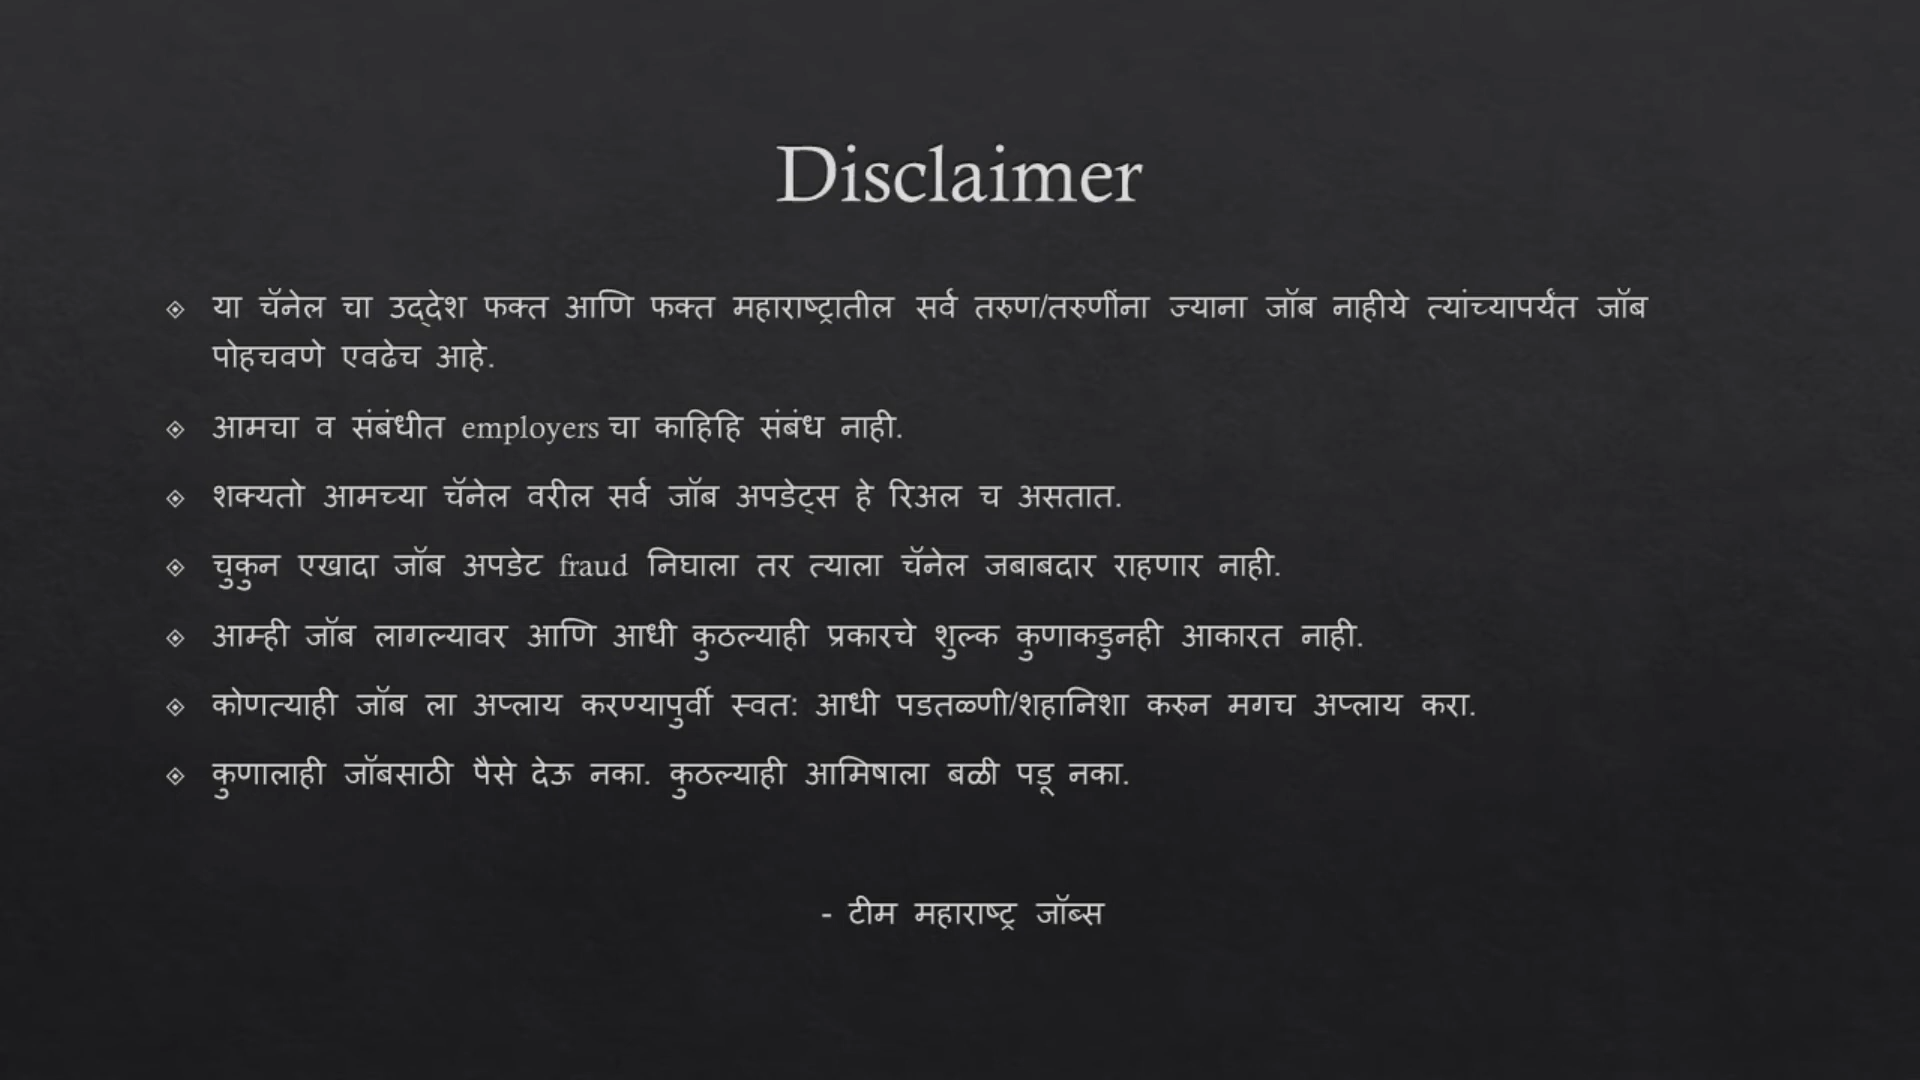 Disclaimer
या चॅनेल चा उद्देश फक्त आणि फक्त महाराष्ट्रातील सर्व तरुण/तरुणींना ज्याना जॉब नाहीये त्यांच्यापर्यंत जॉब
पोहचवणे एवढेच आहे.
आमचा व संबंधीत employers चा काहिहि संबंध नाही.
शक्यतो आमच्या चॅनेल वरील सर्व जॉब अपडेट्स हे रिअल च असतात.
चुकुन एखादा जॉब अपडेट fraud निघाला तर त्याला चॅनेल जबाबदार राहणार नाही.
आम्ही जॉब लागल्यावर आणि आधी कुठल्याही प्रकारचे शुल्क कुणाकडुनही आकारत नाही.
कोणत्याही जॉब ला अप्लाय करण्यापुर्वी स्वत: आधी पडतळ्णी/शहानिशा करुन मगच अप्लाय करा.
कुणालाही जॉबसाठी पैसे देऊ नका. कुठल्याही आमिषाला बळी पडू नका.
- टीम महाराष्ट्र जॉब्स